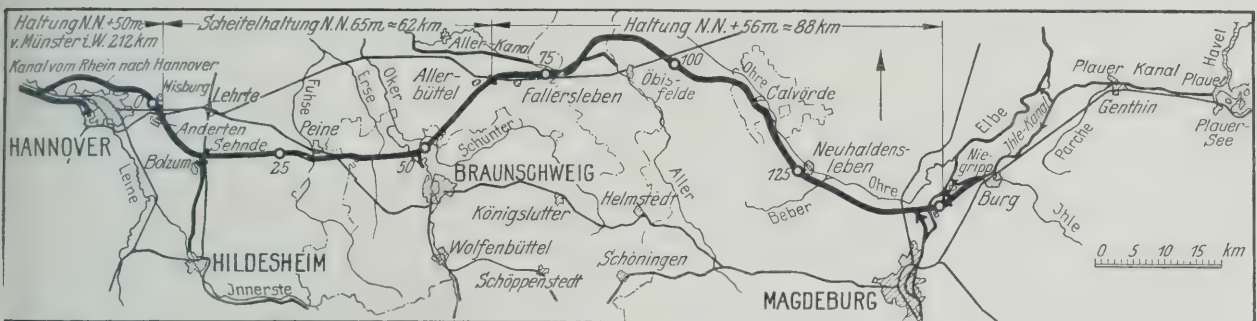 Haltung N.N. +50m
v. Münster i. W. 212 km
Scheitelhaltung N.N. 65m ≈ 62 km
Haltung N.N. + 56m ≈ 88 km
Kanal vom Rhein nach Hannover
Misburg
Lehrte
HANNOVER
Anderten
Sehnde
Bolzum
Leine
HILDESHEIM
Innerste
25
Fuhse
Peine
Erse
Oker
50
Aller-Kanal
Aller-
büttel
Schunter
BRAUNSCHWEIG
Wolfenbüttel
Königslutter
Schöppenstedt
75
Fallersleben
Öbis-
felde
Aller
Helmstedt
Schöningen
100
Ohre
Calvörde
Neuhaldens-
leben
125
Beber
Ohre
MAGDEBURG
Elbe
Ihle-Kanal
Nie-
gripp
Burg
Ihle
Parche
Plauer Kanal
Genthin
Plauer
Havel
Plauer-
See
0 5 10 15 20 km